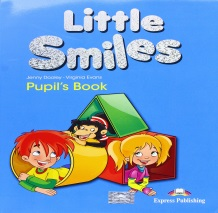 Little
Smiles
Jenny Dooley - Virginia Evans
Pupil's Book
Express Publishing